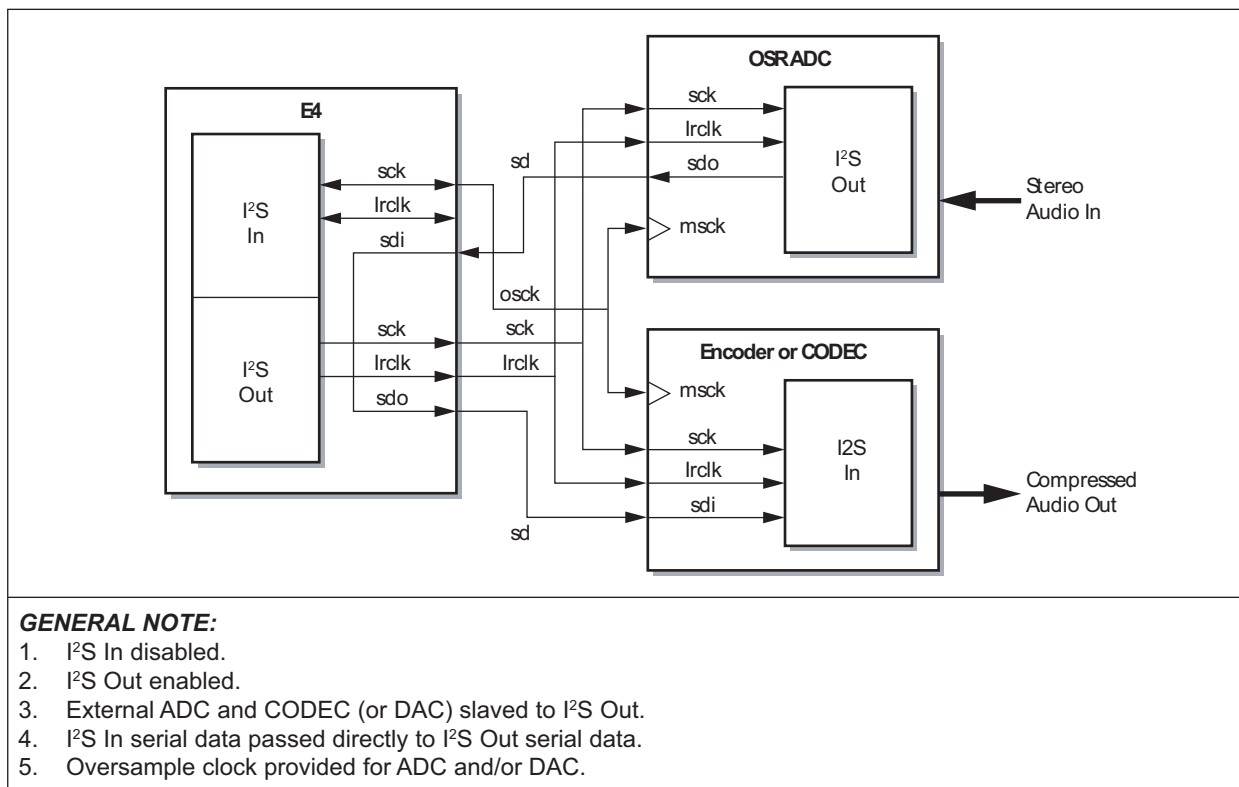 E4
I²S
In
I²S
Out
sck
lrclk
sdi
sck
lrclk
sdo
sd
osck
sck
lrclk
sd
OSRADC
sck
lrclk
sdo
msck
I²S
Out
Stereo
Audio In
Encoder or CODEC
msck
sck
lrclk
sdi
I2S
In
Compressed
Audio Out
GENERAL NOTE:
1. I²S In disabled.
2. I²S Out enabled.
3. External ADC and CODEC (or DAC) slaved to I²S Out.
4. I²S In serial data passed directly to I²S Out serial data.
5. Oversample clock provided for ADC and/or DAC.